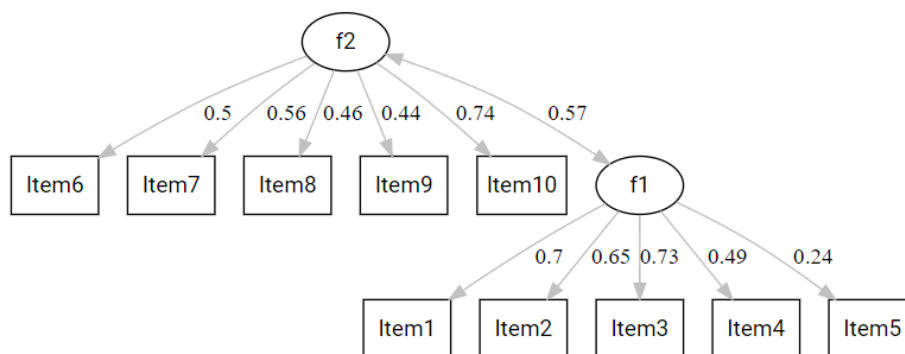 f2
0.5 0.56 0.46 0.44 0.74 0.57
Item6 Item7 Item8 Item9 Item10 f1
0.7 0.65 0.73 0.49 0.24
Item1 Item2 Item3 Item4 Item5